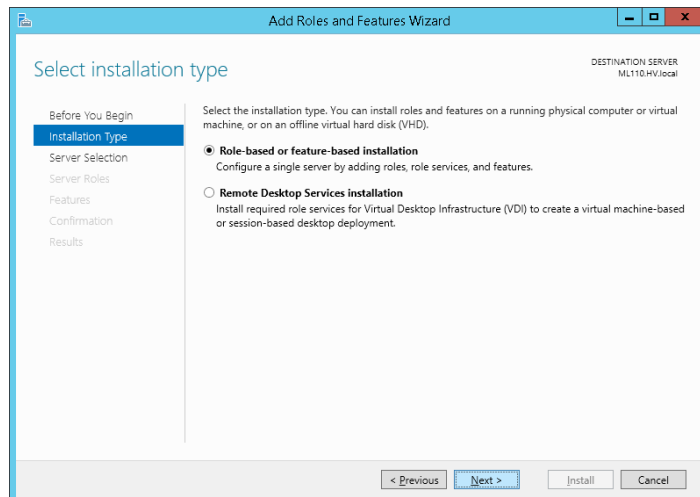 Add Roles and Features Wizard
x
Select installation type
DESTINATION SERVER
ML110.HV.local
Before You Begin
Installation Type
Server Selection
Server Roles
Features
Confirmation
Results
Select the installation type. You can install roles and features on a running physical computer or virtual
machine, or on an offline virtual hard disk (VHD).
Role-based or feature-based installation
Configure a single server by adding roles, role services, and features.
Remote Desktop Services installation
Install required role services for Virtual Desktop Infrastructure (VDI) to create a virtual machine-based
or session-based desktop deployment.
< Previous
Next >
Install
Cancel